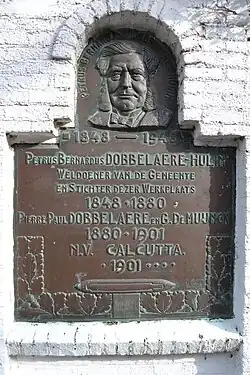 1848 — 1948
Petrus Bernardus DOBBELAERE-HULIN
Weldoener van de Gemeente
en Stichter dezer Werkplaats
1848-1880
Pierre Paul DOBBELAERE en G. De MUYNCK
1880-1901
N.V. CALCUTTA.
·1901····